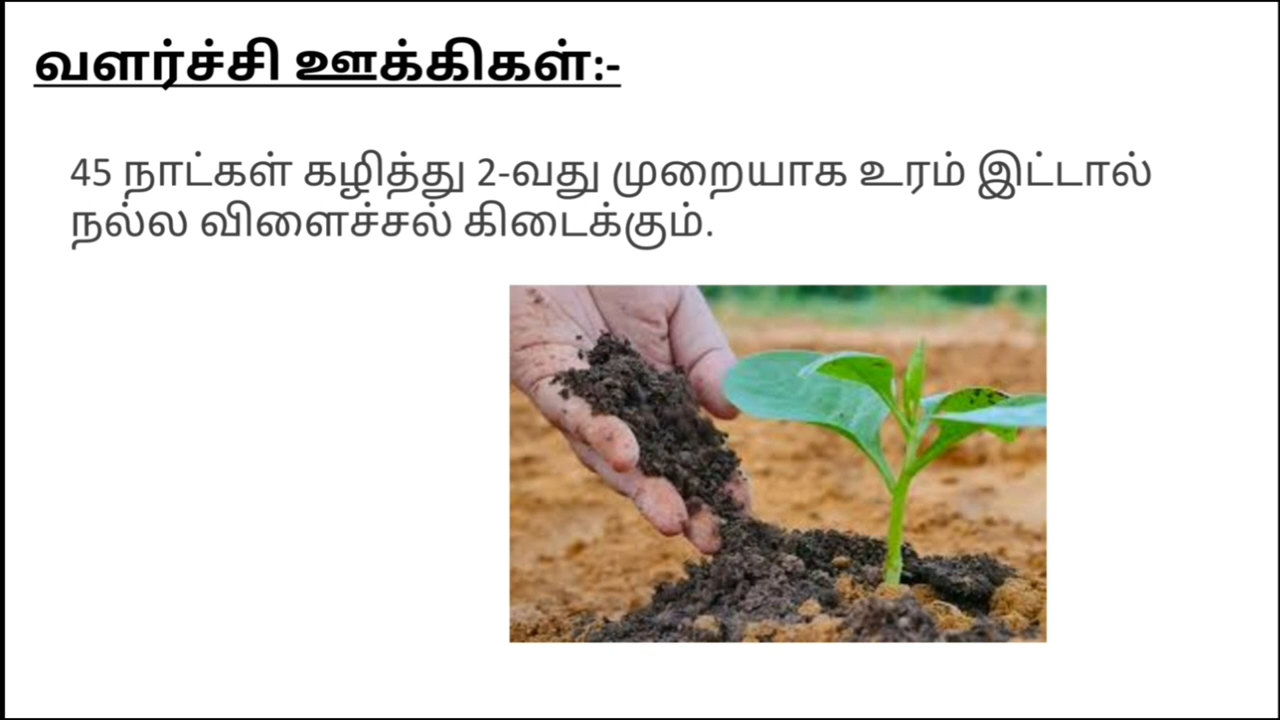 வளர்ச்சி ஊக்கிகள்:-
45 நாட்கள் கழித்து 2-வது முறையாக உரம் இட்டால்
நல்ல விளைச்சல் கிடைக்கும்.